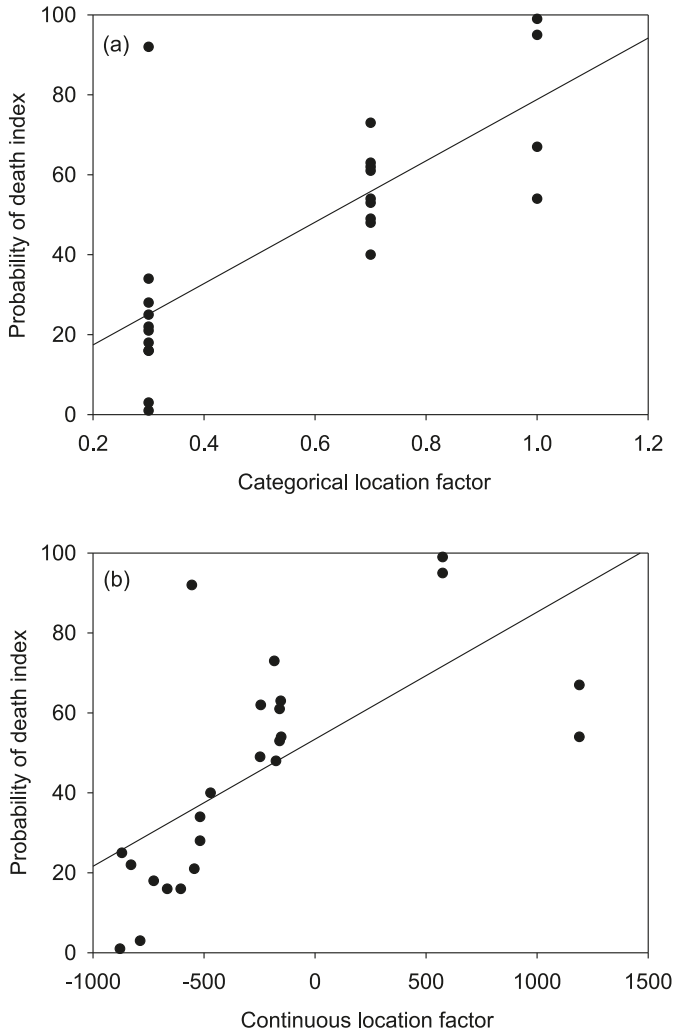 100
(a)
80
60
40
20
0
Probability of death index
0.2 0.4 0.6 0.8 1.0 1.2
Categorical location factor
100
(b)
80
60
40
20
0
Probability of death index
-1000 -500 0 500 1000 1500
Continuous location factor